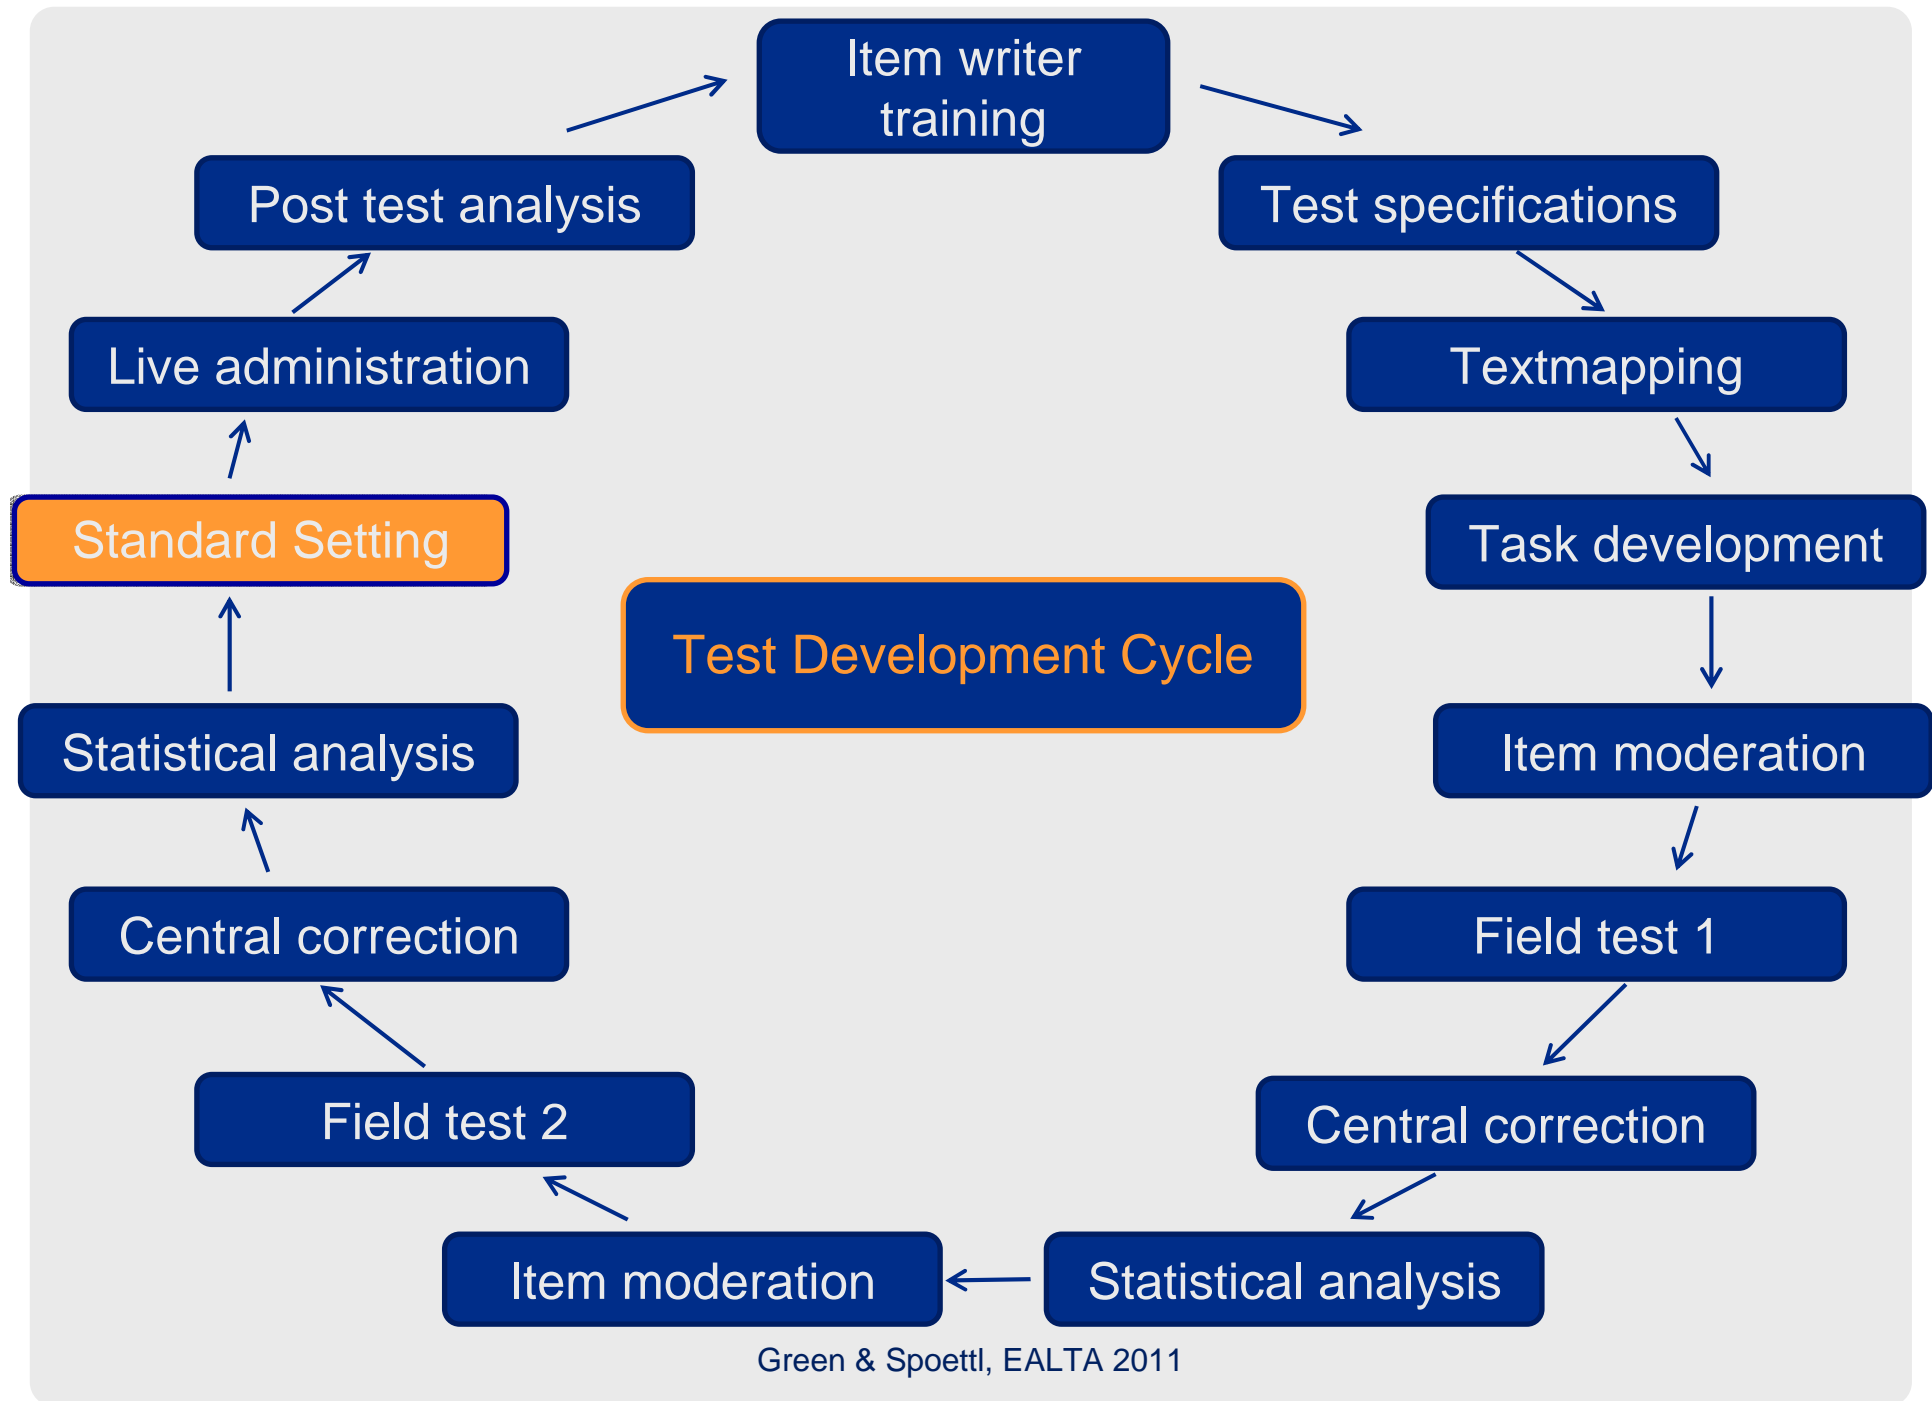 Item writer
training
Post test analysis
Test specifications
Live administration
Textmapping
Standard Setting
Task development
Test Development Cycle
Statistical analysis
Item moderation
Central correction
Field test 1
Field test 2
Central correction
Item moderation
Statistical analysis
Green & Spoettl, EALTA 2011